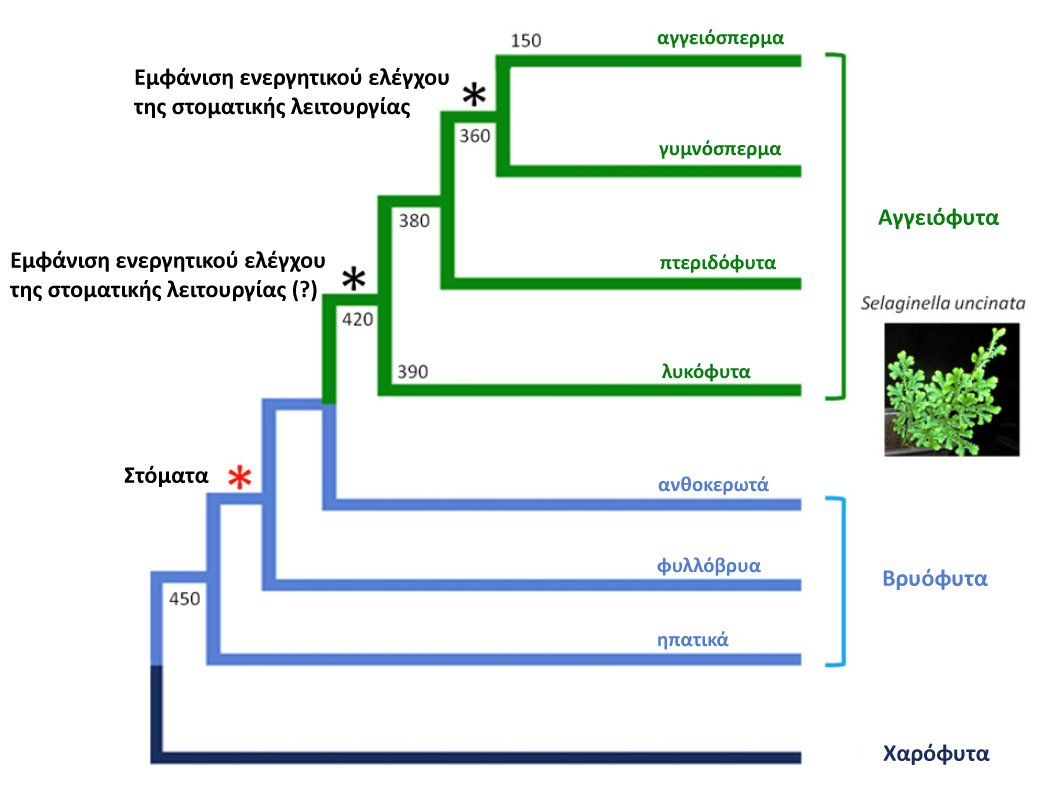 150
αγγειόσπερμα
Εμφάνιση ενεργητικού ελέγχου
της στοματικής λειτουργίας
*
360
γυμνόσπερμα
Αγγειόφυτα
380
Εμφάνιση ενεργητικού ελέγχου
της στοματικής λειτουργίας (?)
*
πτεριδόφυτα
420
Selaginella uncinata
390
λυκόφυτα
Στόματα
*
ανθοκερωτά
φυλλόβρυα
Βρυόφυτα
450
ηπατικά
Χαρόφυτα